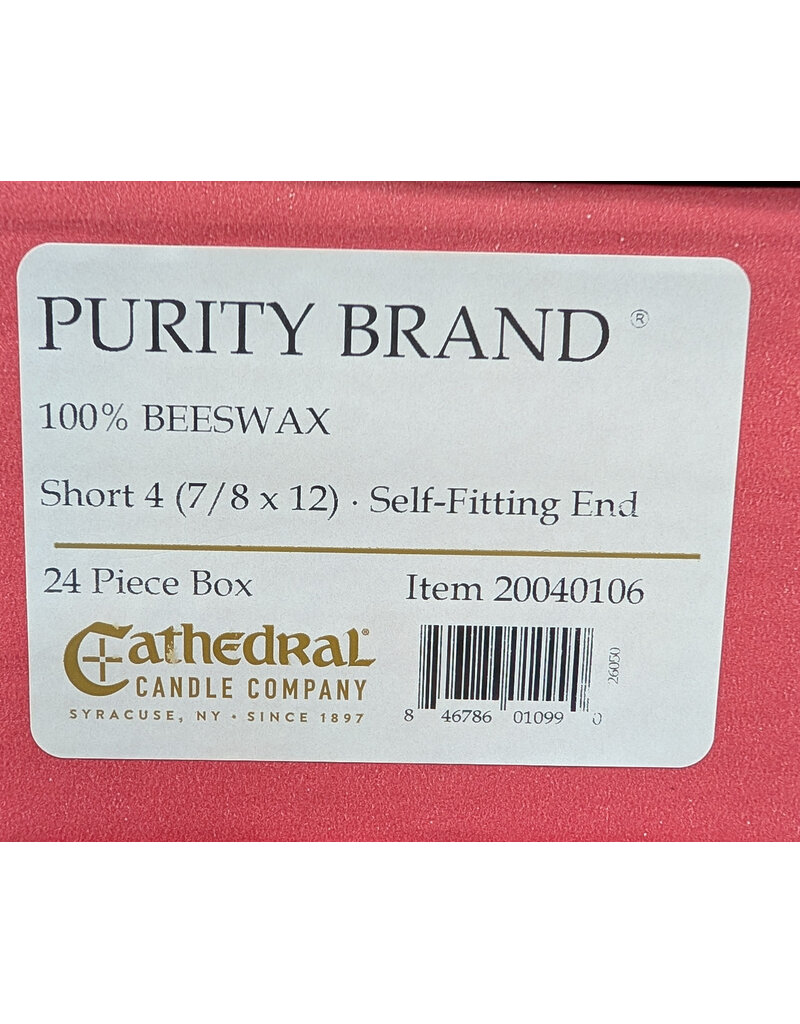 PURITY BRAND ®
100% BEESWAX
Short 4 (7/8 x 12) · Self-Fitting End
24 Piece Box
Item 20040106
Cathedral®
CANDLE COMPANY
SYRACUSE, NY • SINCE 1897
26050
8 46786 01099 0